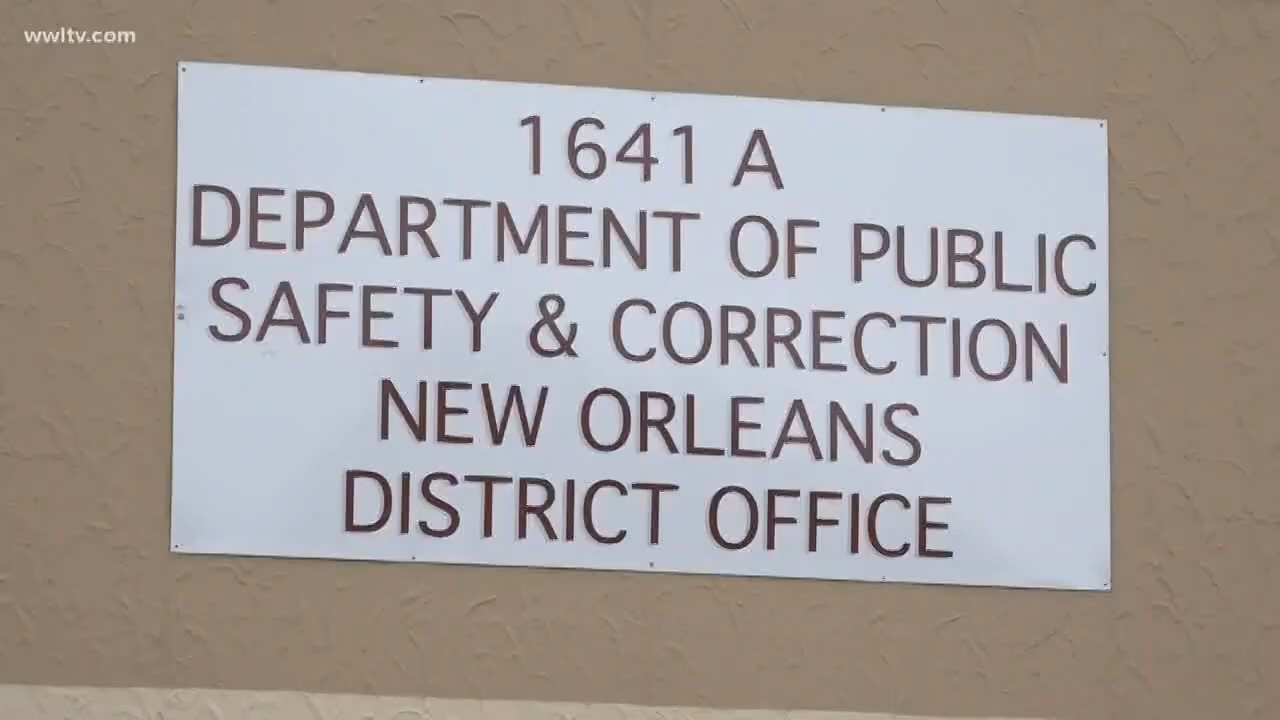 wwltv.com
1641 A
DEPARTMENT OF PUBLIC
SAFETY & CORRECTION
NEW ORLEANS
DISTRICT OFFICE